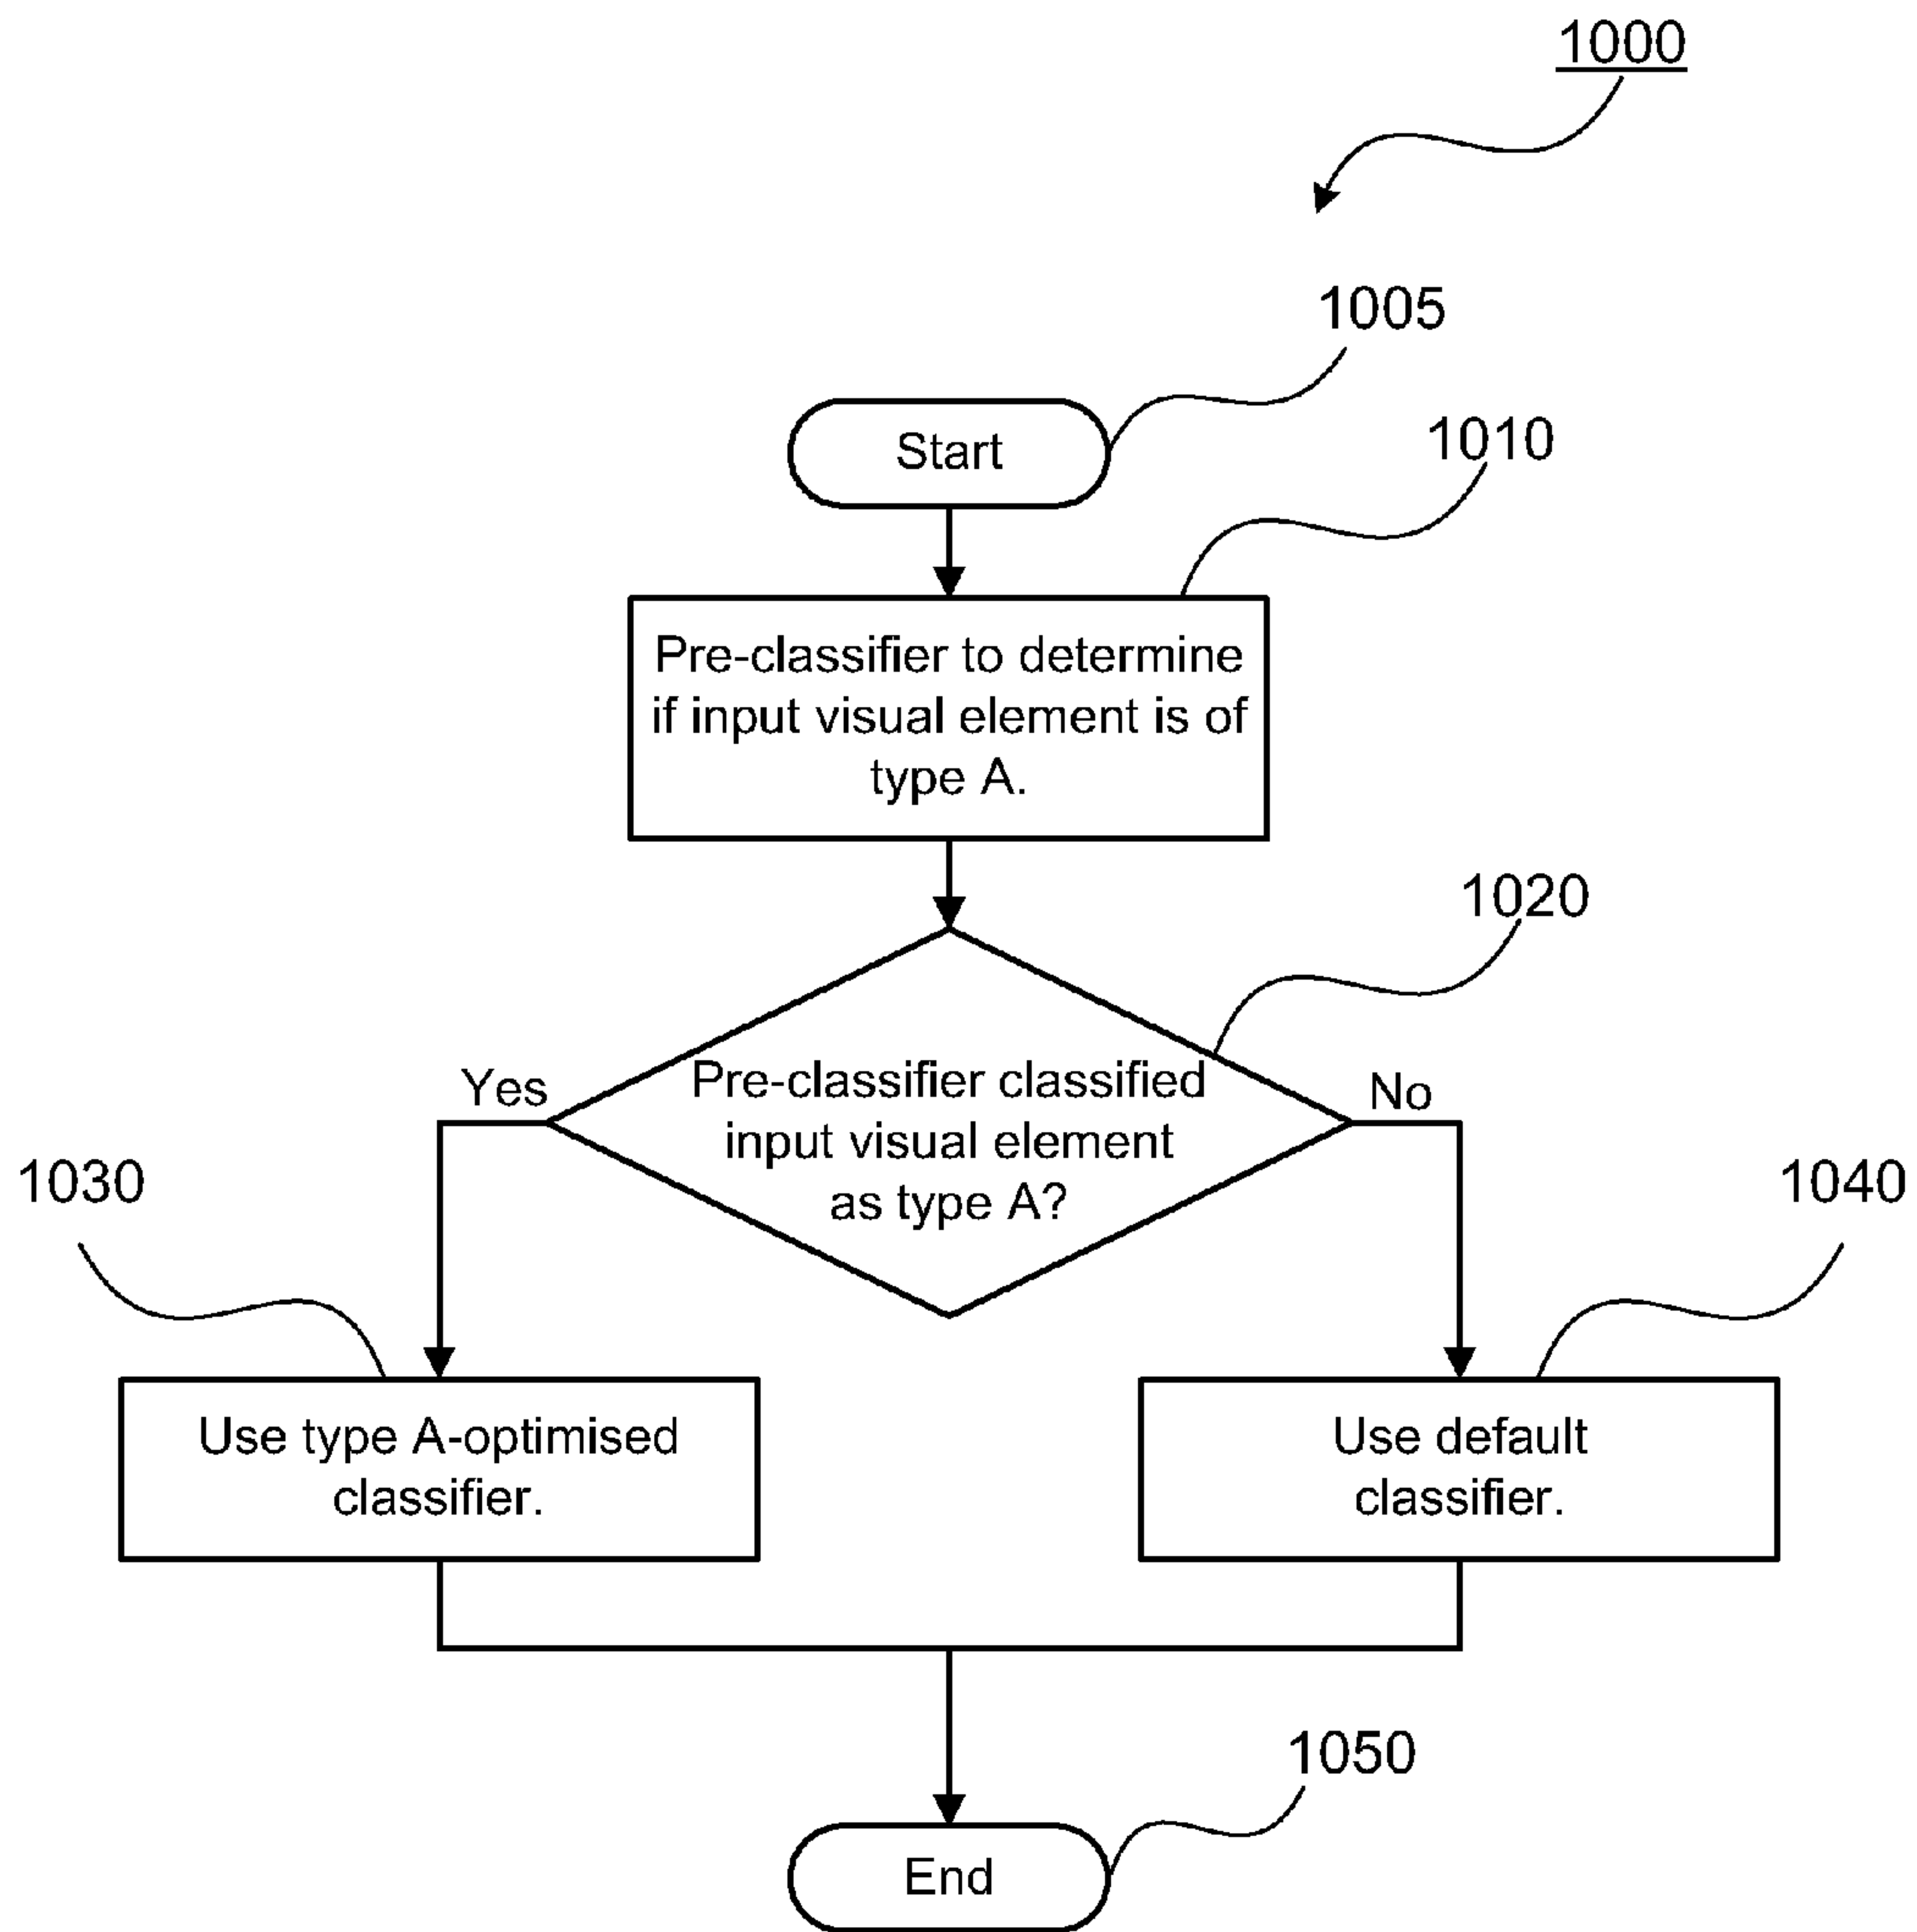 1000
1005
Start
1010
Pre-classifier to determine
if input visual element is of
type A.
1020
Yes
Pre-classifier classified
input visual element
as type A?
No
1030
1040
Use type A-optimised
classifier.
Use default
classifier.
1050
End